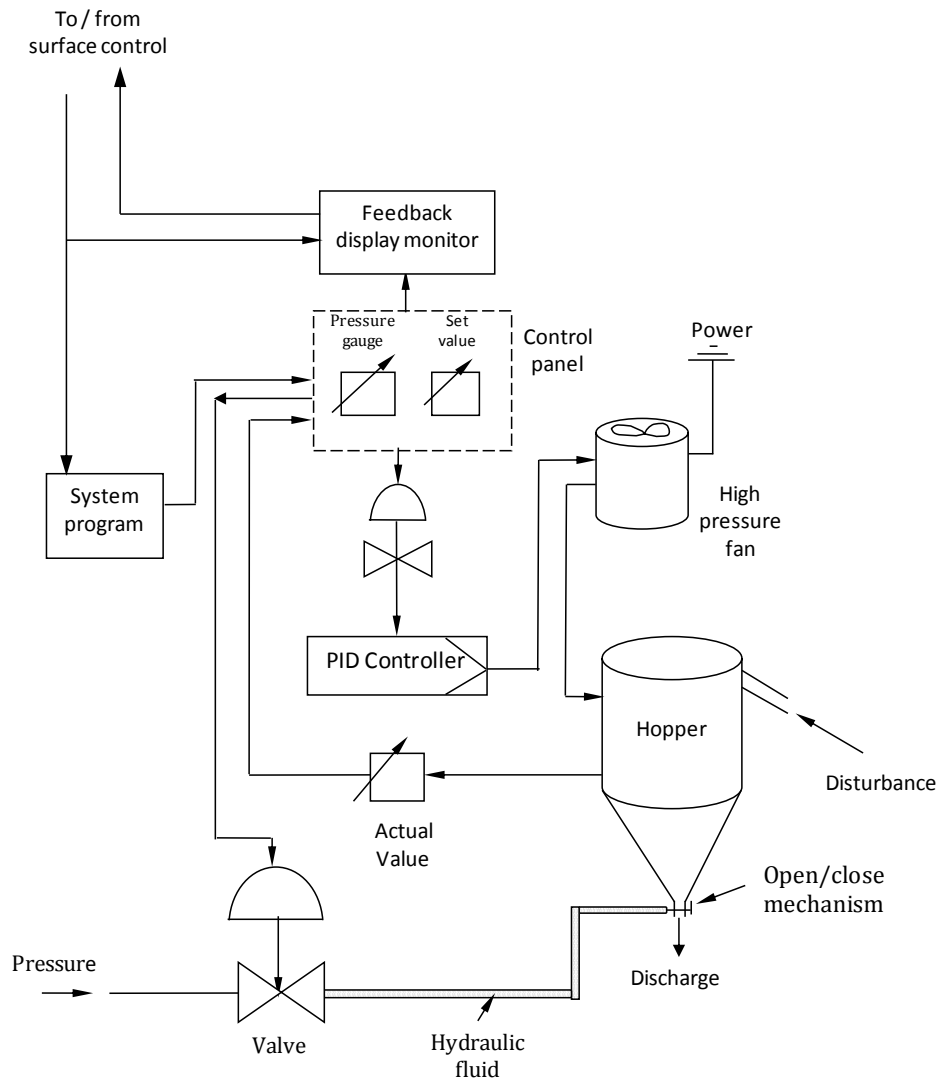 To / from
surface control
Feedback
display monitor
Pressure
gauge
Set
value
Control
panel
Power
System
program
High
pressure
fan
PID Controller
Hopper
Disturbance
Actual
Value
Open/close
mechanism
Pressure
Discharge
Valve
Hydraulic
fluid